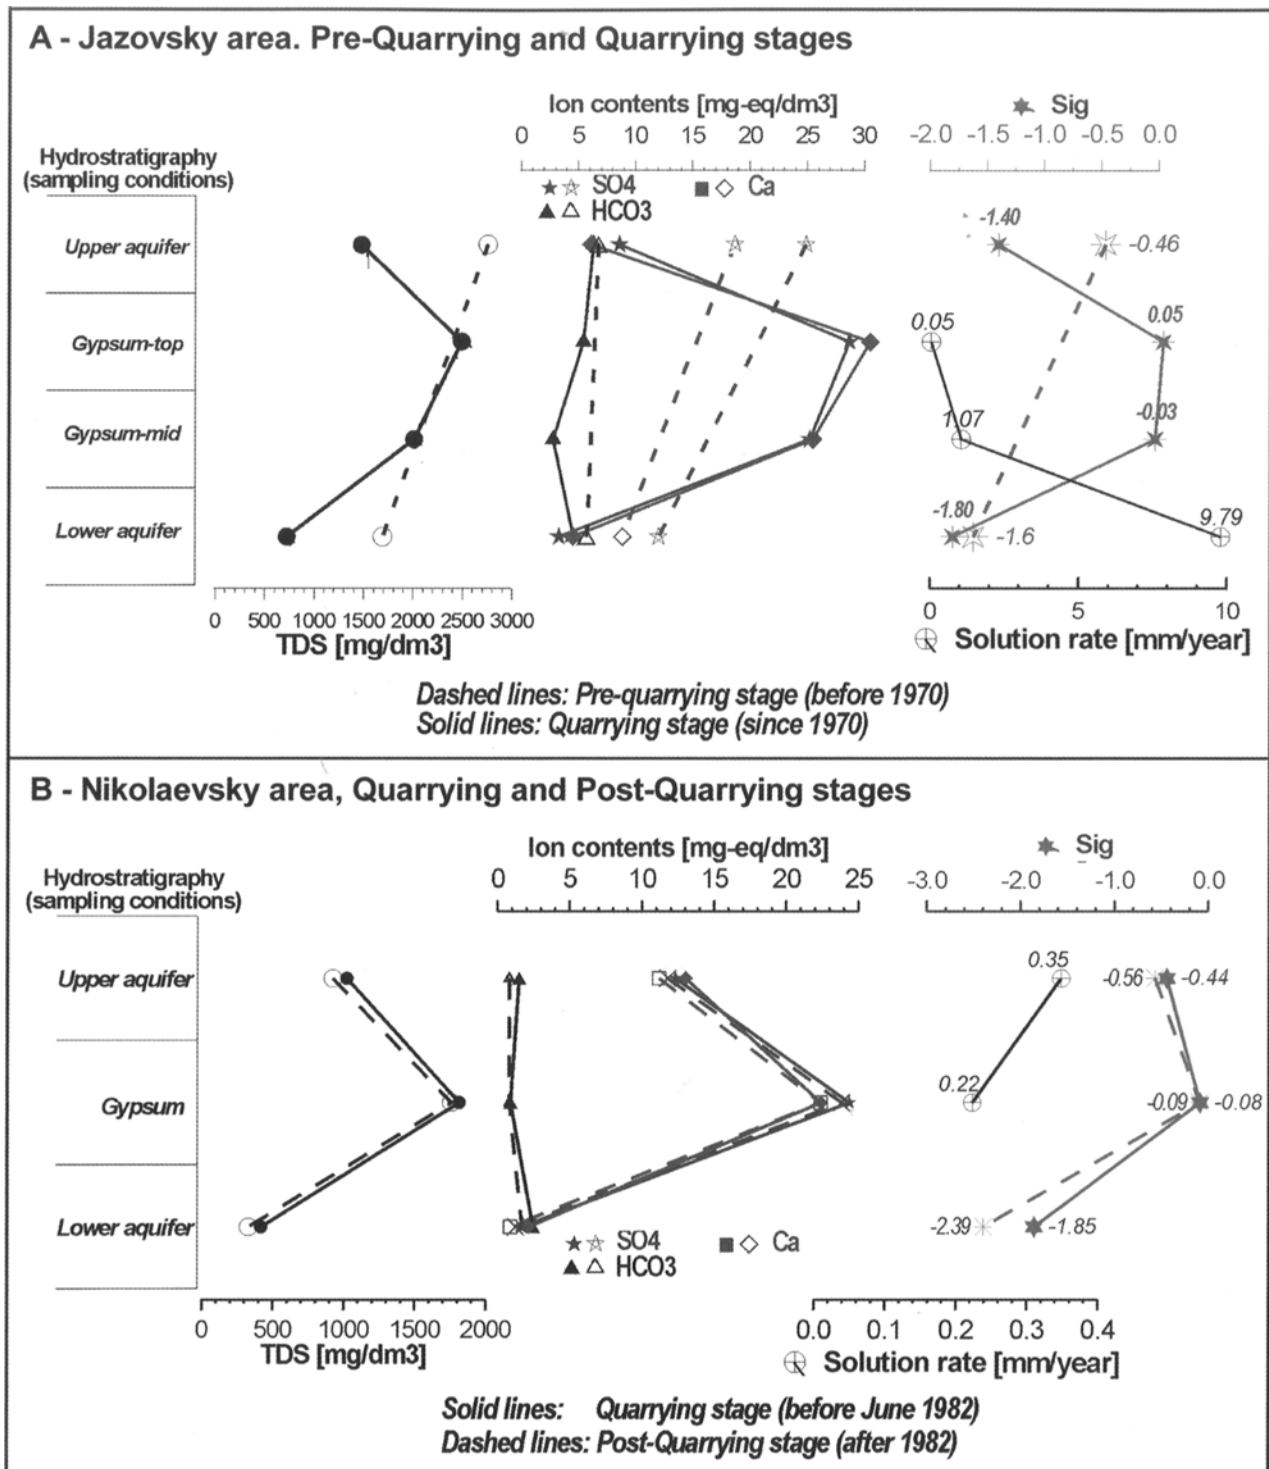 A - Jazovsky area. Pre-Quarrying and Quarrying stages
Ion contents [mg-eq/dm3]
Sig
0 5 10 15 20 25 30
-2.0 -1.5 -1.0 -0.5 0.0
Hydrostratigraphy
(sampling conditions)
SO4 Ca
HCO3
Upper aquifer
-1.40
-0.46
Gypsum-top
0.05
0.05
Gypsum-mid
1.07
-0.03
Lower aquifer
-1.80
-1.6
9.79
0 500 1000 1500 2000 2500 3000
TDS [mg/dm3]
0 5 10
Solution rate [mm/year]
Dashed lines: Pre-quarrying stage (before 1970)
Solid lines: Quarrying stage (since 1970)
B - Nikolaevsky area, Quarrying and Post-Quarrying stages
Ion contents [mg-eq/dm3]
Sig
0 5 10 15 20 25
-3.0 -2.0 -1.0 0.0
Hydrostratigraphy
(sampling conditions)
Upper aquifer
0.35
-0.56
-0.44
Gypsum
0.22
-0.09
-0.08
Lower aquifer
-2.39
-1.85
SO4 Ca
HCO3
0 500 1000 1500 2000
TDS [mg/dm3]
0.0 0.1 0.2 0.3 0.4
Solution rate [mm/year]
Solid lines: Quarrying stage (before June 1982)
Dashed lines: Post-Quarrying stage (after 1982)